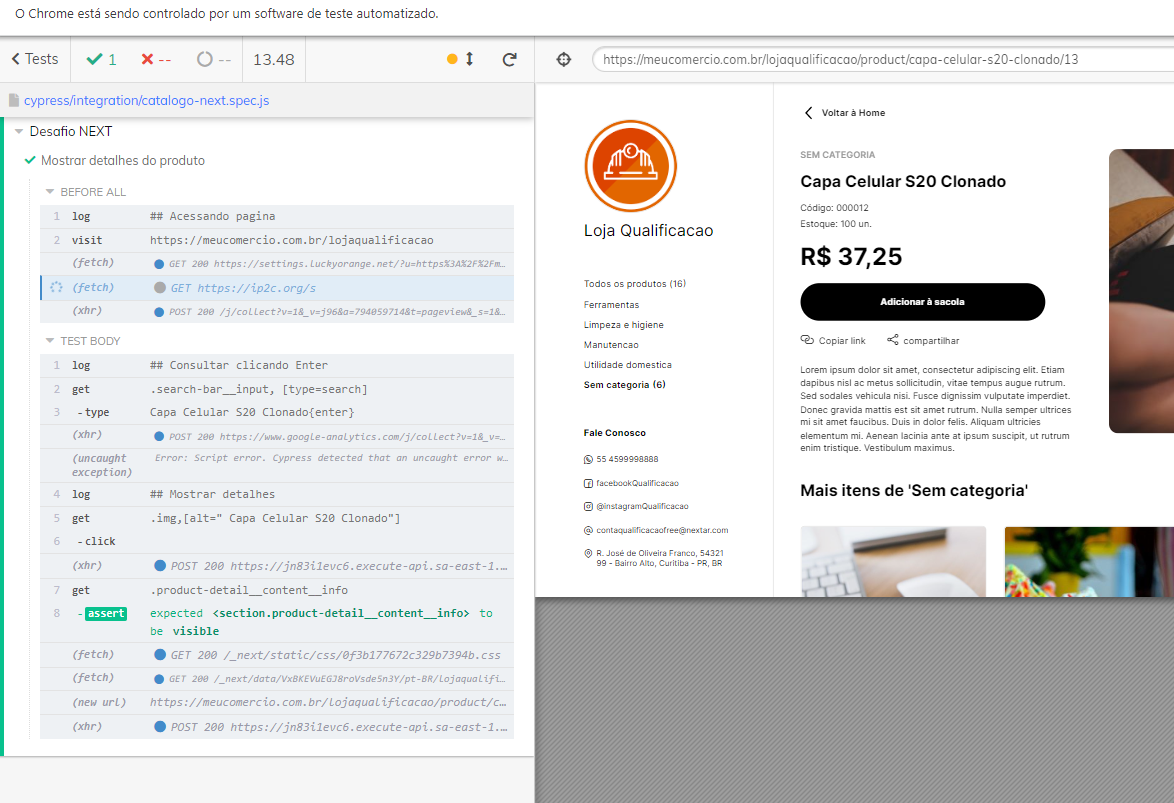 O Chrome está sendo controlado por um software de teste automatizado.
Tests
1
--
--
13.48
https://meucomercio.com.br/lojaqualificacao/product/capa-celular-s20-clonado/13
cypress/integration/catalogo-next.spec.js
Desafio NEXT
Mostrar detalhes do produto
BEFORE ALL
1 log ## Acessando pagina
2 visit https://meucomercio.com.br/lojaqualificacao
(fetch) GET 200 https://settings.luckyorange.net/?u=https%3A%2F%2Fm…
(fetch) GET https://ip2c.org/s
(xhr) POST 200 /j/collect?v=1&_v=j96&a=794059714&t=pageview&_s=1&…
TEST BODY
1 log ## Consultar clicando Enter
2 get .search-bar__input, [type=search]
3 -type Capa Celular S20 Clonado{enter}
(xhr) POST 200 https://www.google-analytics.com/j/collect?v=1&_v=…
(uncaught exception) Error: Script error. Cypress detected that an uncaught error w…
4 log ## Mostrar detalhes
5 get .img,[alt=" Capa Celular S20 Clonado"]
6 -click
(xhr) POST 200 https://jn83i1evc6.execute-api.sa-east-1.…
7 get .product-detail__content__info
8 -assert expected <section.product-detail__content__info> to
be visible
(fetch) GET 200 /_next/static/css/0f3b177672c329b7394b.css
(fetch) GET 200 /_next/data/VxBKEVuEGJ8roVsde5n3Y/pt-BR/lojaqualifi…
(new url) https://meucomercio.com.br/lojaqualificacao/product/c…
(xhr) POST 200 https://jn83i1evc6.execute-api.sa-east-1.…
Loja Qualificacao
Todos os produtos (16)
Ferramentas
Limpeza e higiene
Manutencao
Utilidade domestica
Sem categoria (6)
Fale Conosco
55 4599998888
facebookQualificacao
@instagramQualificacao
contaqualificacaofree@nextar.com
R. José de Oliveira Franco, 54321
99 - Bairro Alto, Curitiba - PR, BR
Voltar à Home
SEM CATEGORIA
Capa Celular S20 Clonado
Código: 000012
Estoque: 100 un.
R$ 37,25
Adicionar à sacola
Copiar link
compartilhar
Lorem ipsum dolor sit amet, consectetur adipiscing elit. Etiam
dapibus nisl ac metus sollicitudin, vitae tempus augue rutrum.
Sed sodales vehicula nisi. Fusce dignissim vulputate imperdiet.
Donec gravida mattis est sit amet rutrum. Nulla semper ultrices
mi sit amet faucibus. Duis in dolor felis. Aliquam ultricies
elementum mi. Aenean lacinia ante at ipsum suscipit, ut rutrum
enim tristique. Vestibulum maximus.
Mais itens de 'Sem categoria'